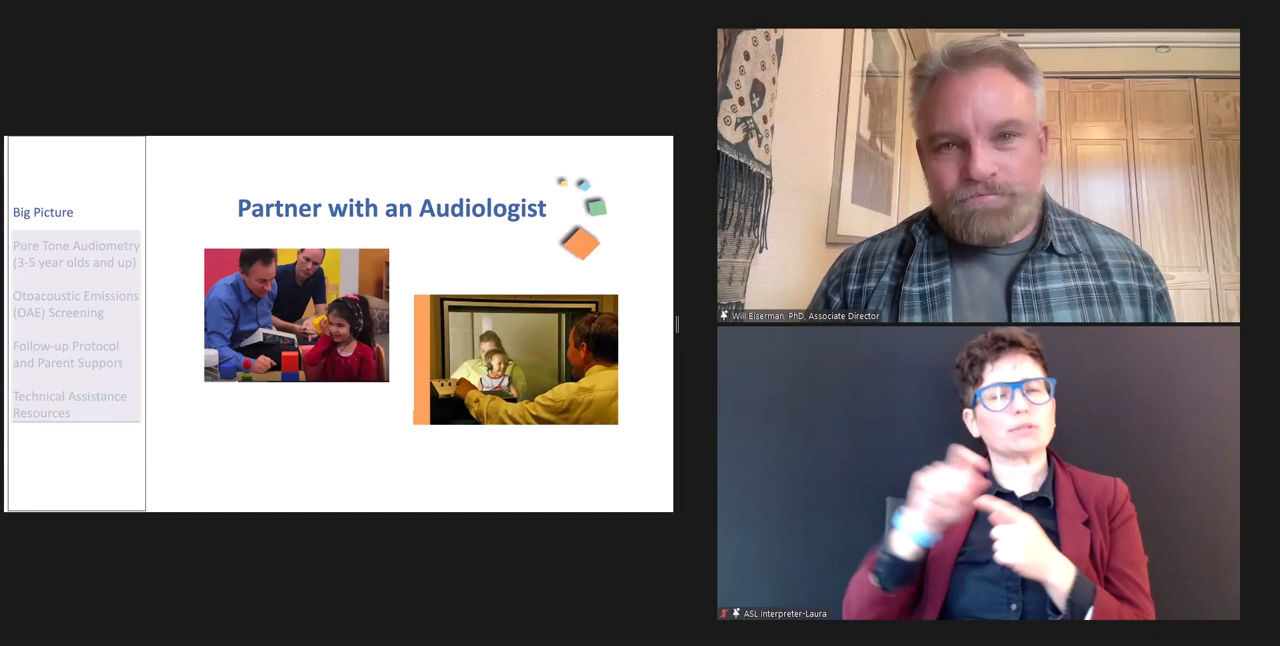 Big Picture
Pure Tone Audiometry
(3-5 year olds and up)
Otoacoustic Emissions
(OAE) Screening
Follow-up Protocol
and Parent Support
Technical Assistance
Resources
Partner with an Audiologist
Will Eiserman, PhD, Associate Director
ASL Interpreter-Laura